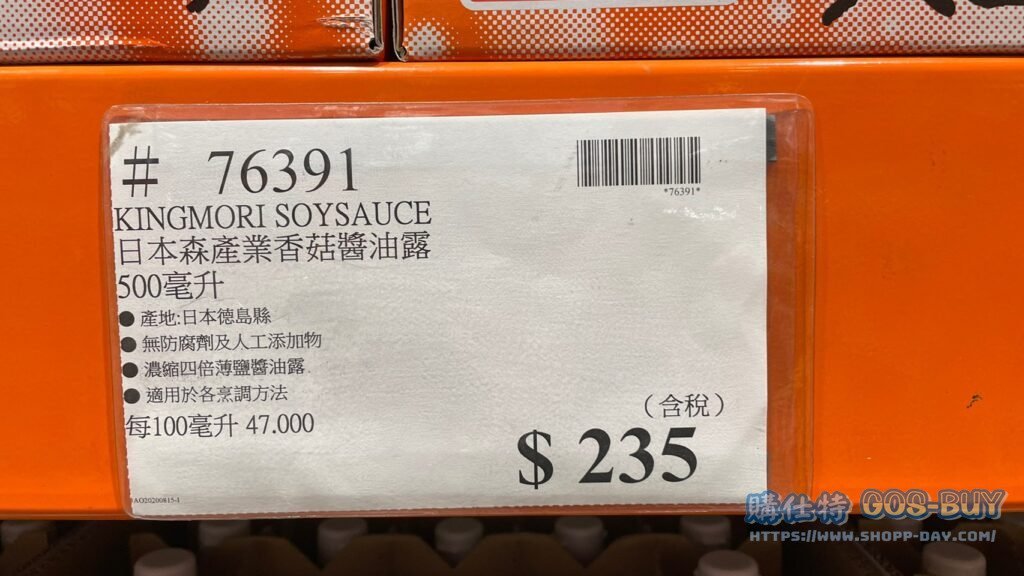 # 76391
*76391*
KINGMORI SOYSAUCE
日本森產業香菇醬油露
500毫升
● 產地:日本德島縣
● 無防腐劑及人工添加物
● 濃縮四倍薄鹽醬油露
● 適用於各烹調方法
每100毫升 47.000
(含稅)
$ 235
購仕特 GOS-BUY
HTTPS://WWW.SHOPP-DAY.COM/